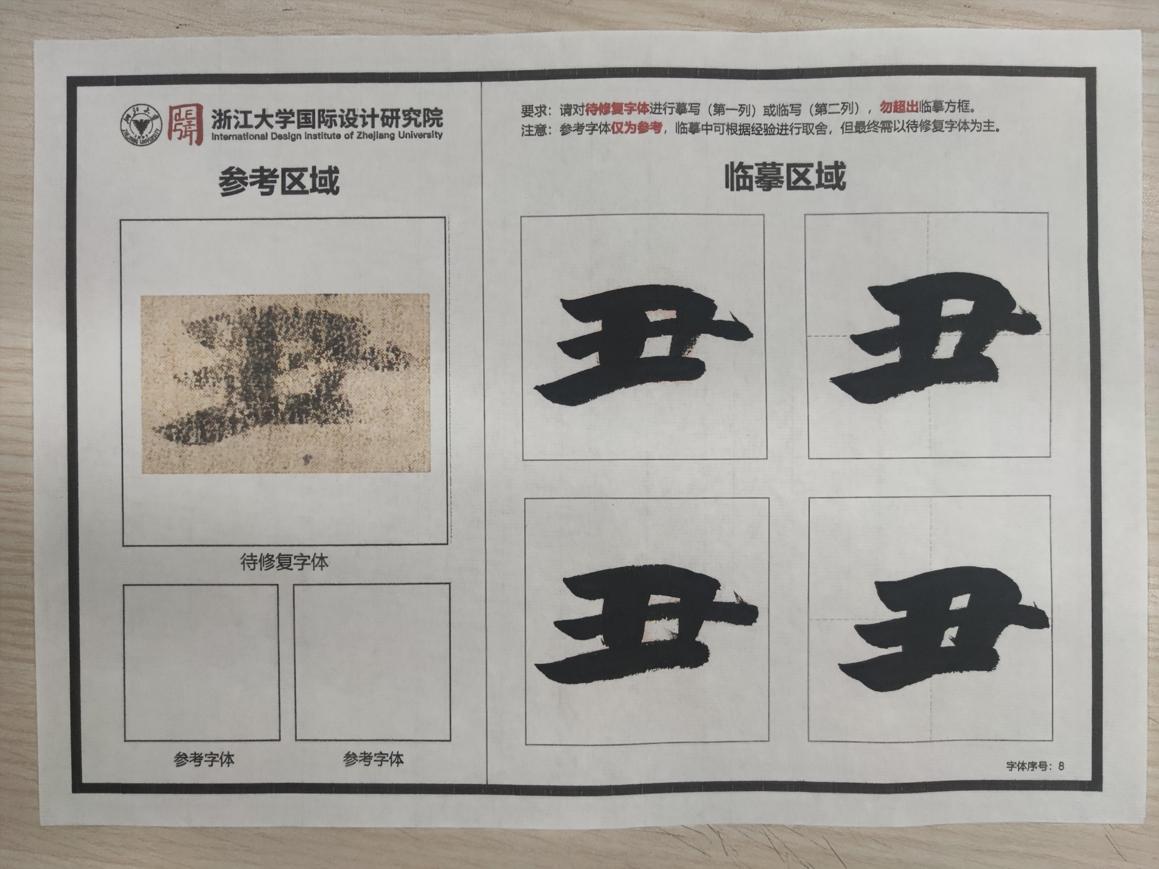 浙江大学国际设计研究院
International Design Institute of Zhejiang University
参考区域
丑
待修复字体
参考字体 参考字体
要求：请对待修复字体进行摹写（第一列）或临写（第二列），勿超出临摹方框。
注意：参考字体仅为参考，临摹中可根据经验进行取舍，但最终需以待修复字体为主。
临摹区域
丑 丑
丑 丑
字体序号：8